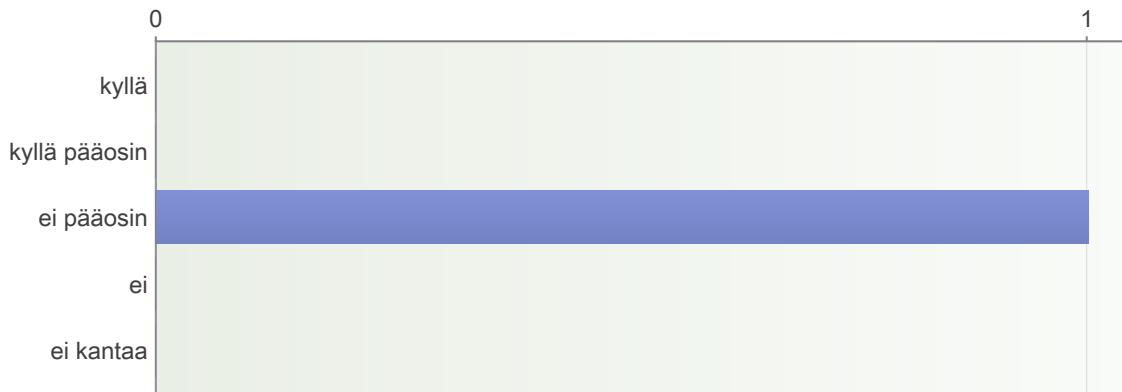 0 1
kyllä
kyllä pääosin
ei pääosin
ei
ei kantaa